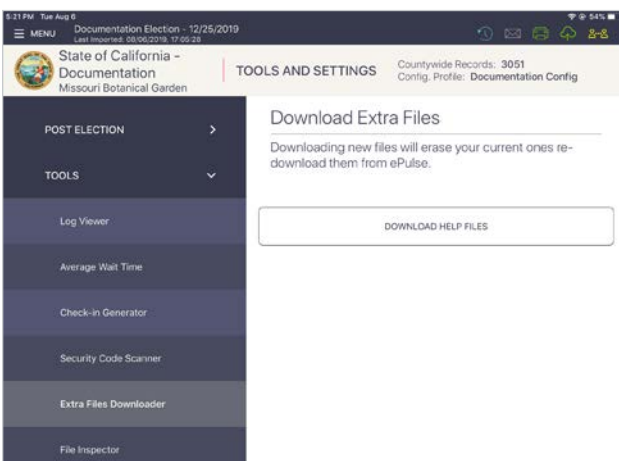 5:21 PM Tue Aug 6
54%
MENU
Documentation Election - 12/25/2019
Last Imported: 08/06/2019, 17:05:28
State of California -
Documentation
Missouri Botanical Garden
TOOLS AND SETTINGS
Countywide Records: 3051
Config. Profile: Documentation Config
POST ELECTION
TOOLS
Log Viewer
Average Wait Time
Check-in Generator
Security Code Scanner
Extra Files Downloader
File Inspector
Download Extra Files
Downloading new files will erase your current ones re-
download them from ePulse.
DOWNLOAD HELP FILES